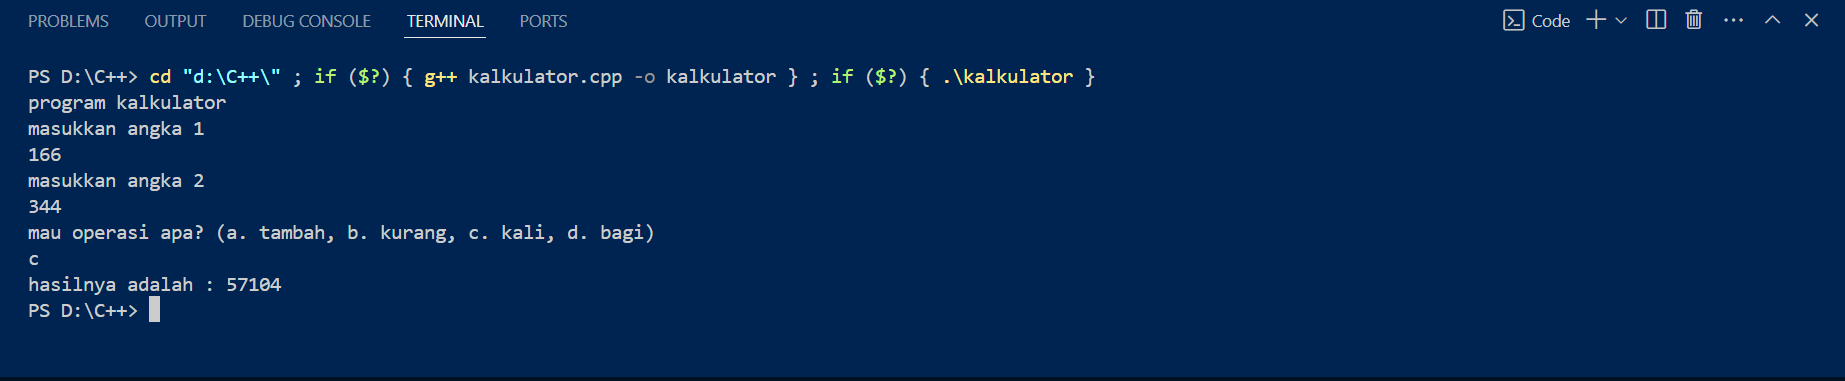 PROBLEMS OUTPUT DEBUG CONSOLE TERMINAL PORTS Code
PS D:\C++> cd "d:\C++\" ; if ($?) { g++ kalkulator.cpp -o kalkulator } ; if ($?) { .\kalkulator }
program kalkulator
masukkan angka 1
166
masukkan angka 2
344
mau operasi apa? (a. tambah, b. kurang, c. kali, d. bagi)
c
hasilnya adalah : 57104
PS D:\C++>